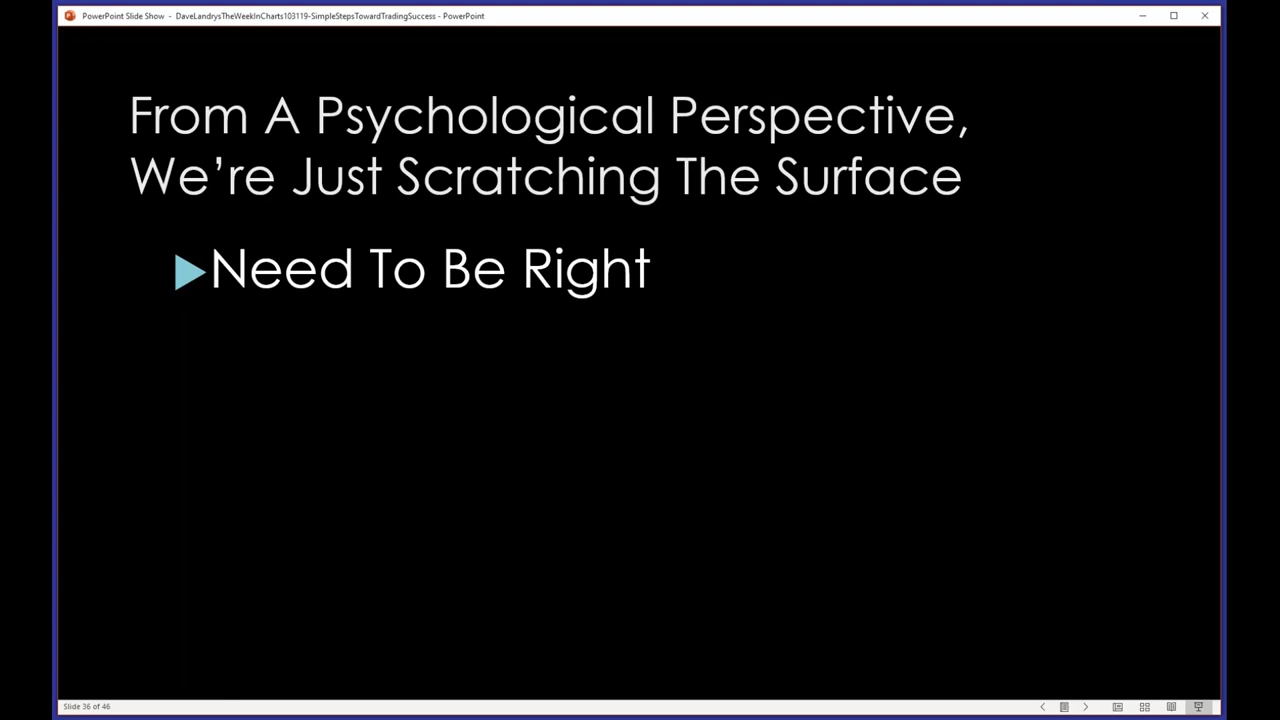 PowerPoint Slide Show - DaveLandrysTheWeekInCharts103119-SimpleStepsTowardTradingSuccess - PowerPoint
From A Psychological Perspective,
We’re Just Scratching The Surface
Need To Be Right
Slide 36 of 46